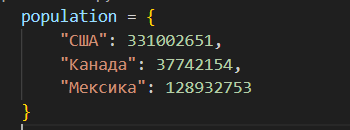 population = {
    "США": 331002651,
    "Канада": 37742154,
    "Мексика": 128932753
}